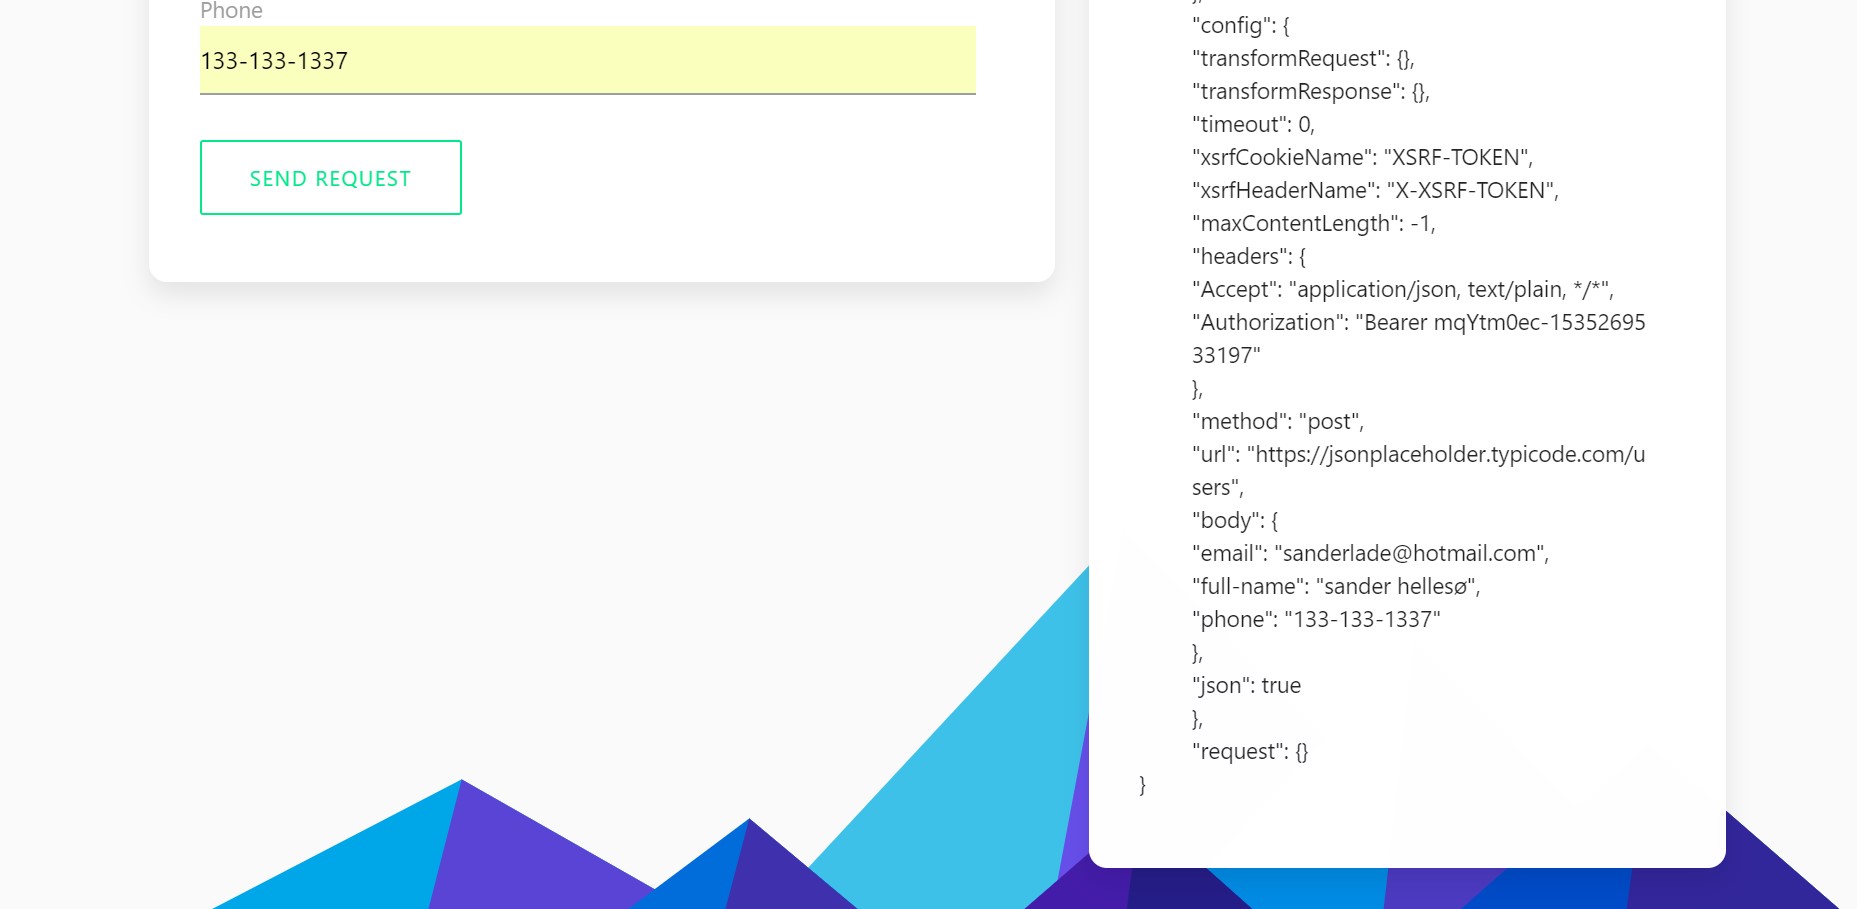 Phone
133-133-1337
SEND REQUEST
"config": {
"transformRequest": {},
"transformResponse": {},
"timeout": 0,
"xsrfCookieName": "XSRF-TOKEN",
"xsrfHeaderName": "X-XSRF-TOKEN",
"maxContentLength": -1,
"headers": {
"Accept": "application/json, text/plain, */*",
"Authorization": "Bearer mqYtm0ec-15352695
33197"
},
"method": "post",
"url": "https://jsonplaceholder.typicode.com/u
sers",
"body": {
"email": "sanderlade@hotmail.com",
"full-name": "sander hellesø",
"phone": "133-133-1337"
},
"json": true
},
"request": {}
}